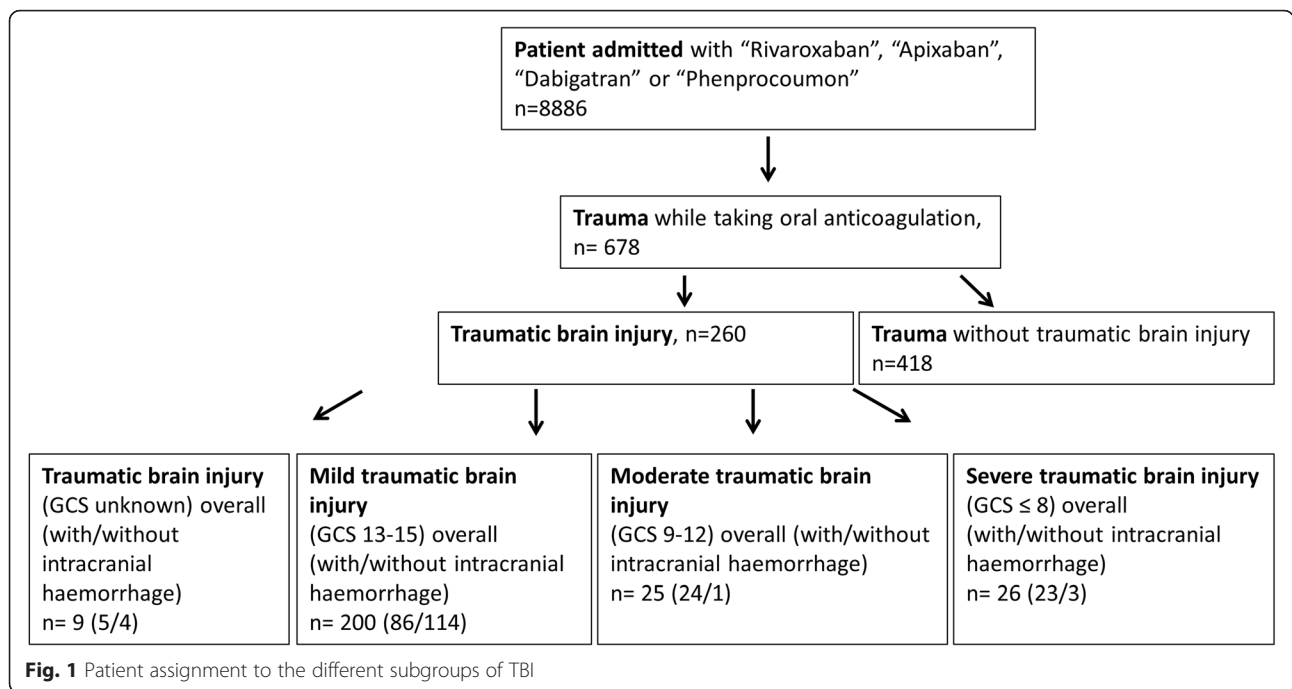 Patient admitted with “Rivaroxaban”, “Apixaban”,
“Dabigatran” or “Phenprocoumon”
n=8886
Trauma while taking oral anticoagulation,
n= 678
Traumatic brain injury, n=260
Trauma without traumatic brain injury
n=418
Traumatic brain injury
(GCS unknown) overall
(with/without
intracranial
haemorrhage)
n= 9 (5/4)
Mild traumatic brain
injury
(GCS 13-15) overall
(with/without intracranial
haemorrhage)
n= 200 (86/114)
Moderate traumatic brain
injury
(GCS 9-12) overall (with/without
intracranial haemorrhage)
n= 25 (24/1)
Severe traumatic brain injury
(GCS ≤ 8) overall
(with/without intracranial
haemorrhage)
n= 26 (23/3)
Fig. 1 Patient assignment to the different subgroups of TBI